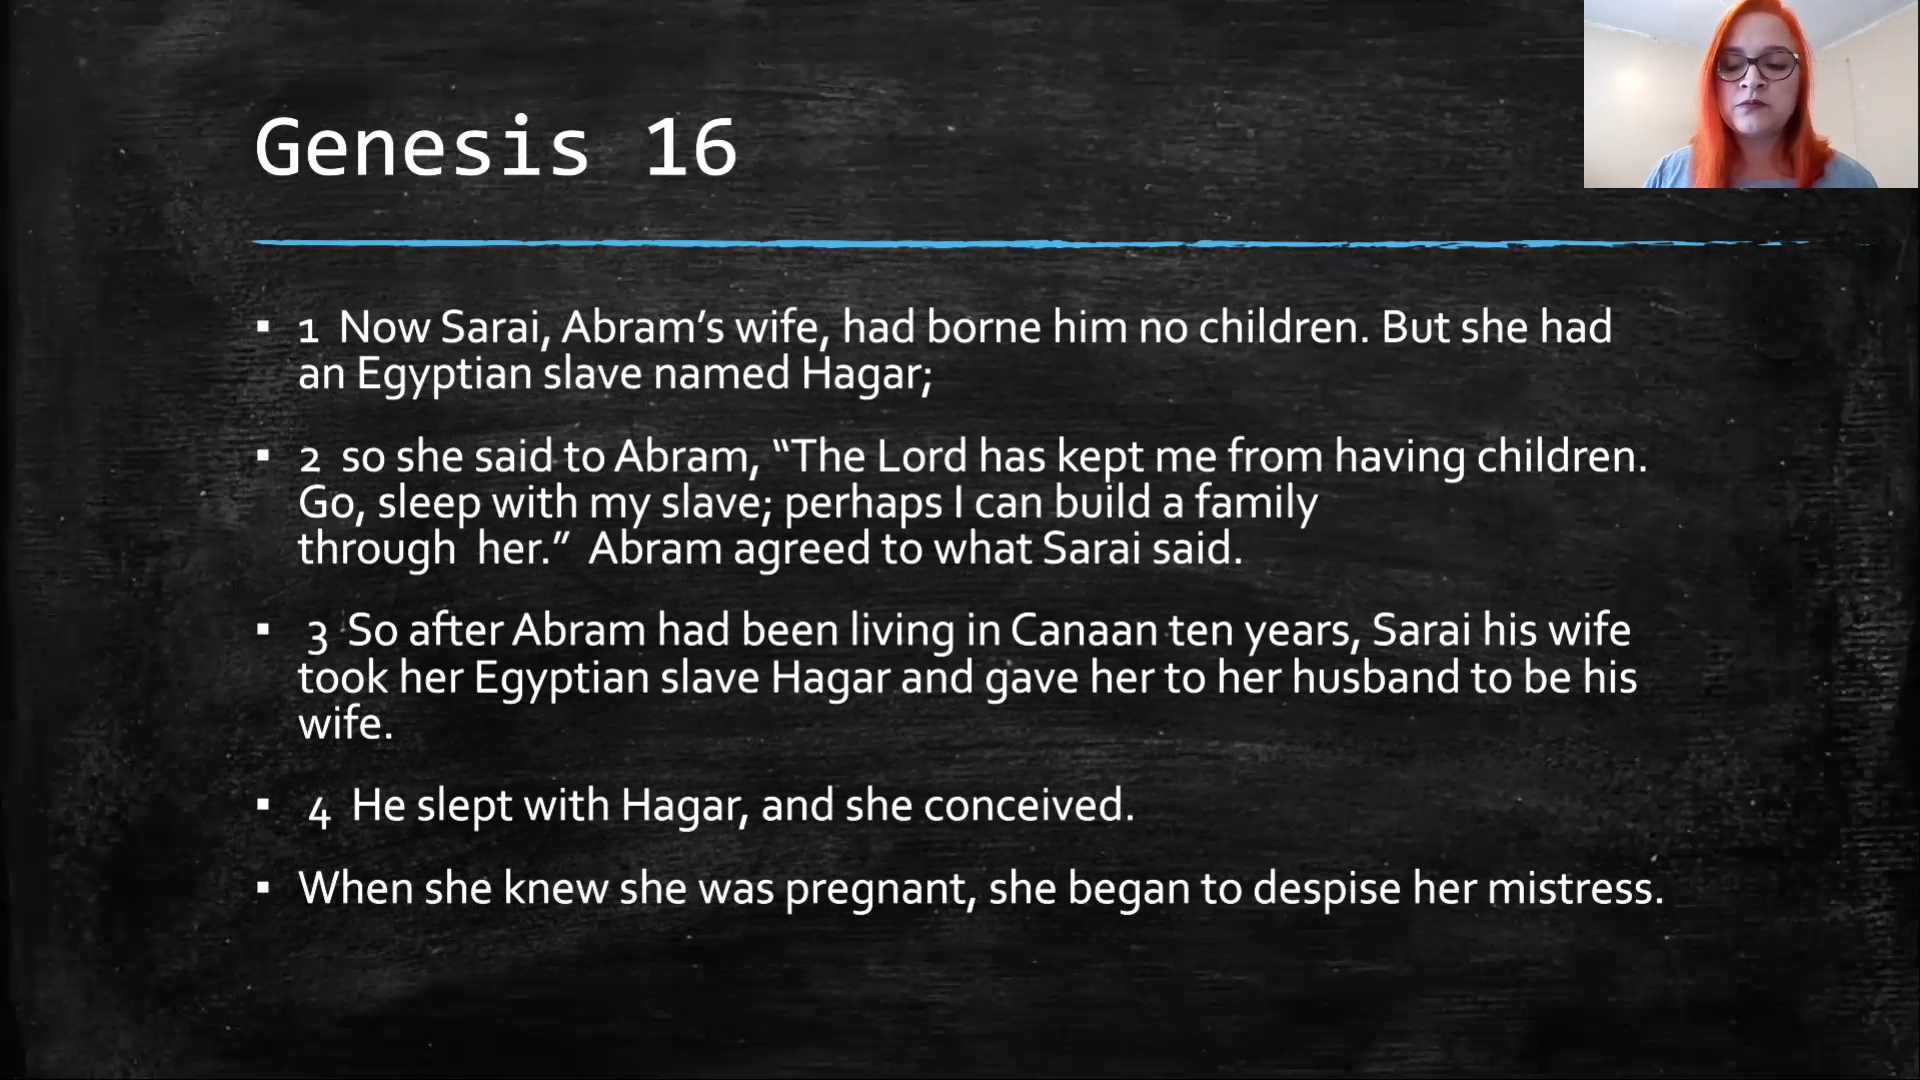 Genesis 16
▪ 1 Now Sarai, Abram’s wife, had borne him no children. But she had
an Egyptian slave named Hagar;
▪ 2 so she said to Abram, “The Lord has kept me from having children.
Go, sleep with my slave; perhaps I can build a family
through her.” Abram agreed to what Sarai said.
▪ 3 So after Abram had been living in Canaan ten years, Sarai his wife
took her Egyptian slave Hagar and gave her to her husband to be his
wife.
▪ 4 He slept with Hagar, and she conceived.
▪ When she knew she was pregnant, she began to despise her mistress.